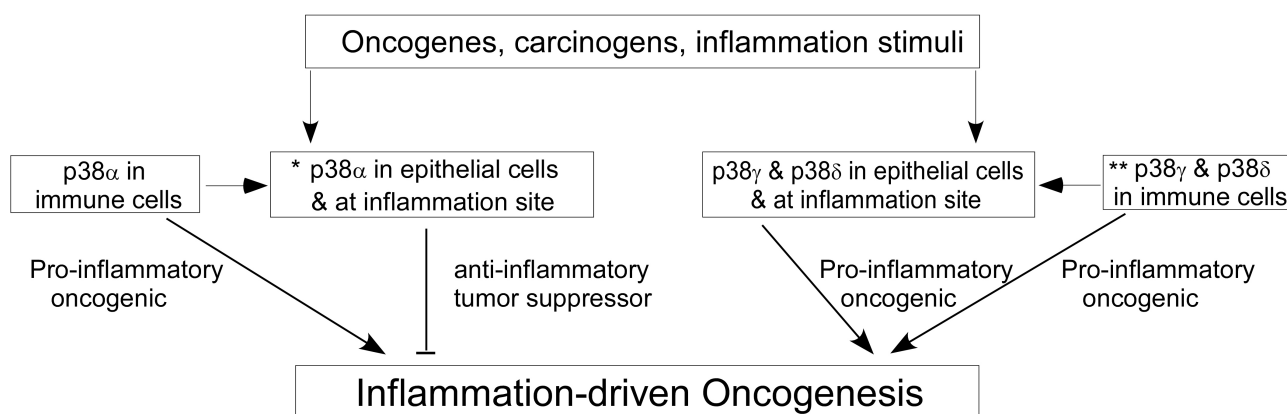 Oncogenes, carcinogens, inflammation stimuli
p38α in
immune cells
* p38α in epithelial cells
& at inflammation site
p38γ & p38δ in epithelial cells
& at inflammation site
** p38γ & p38δ
in immune cells
Pro-inflammatory
oncogenic
anti-inflammatory
tumor suppressor
Pro-inflammatory
oncogenic
Pro-inflammatory
oncogenic
Inflammation-driven Oncogenesis